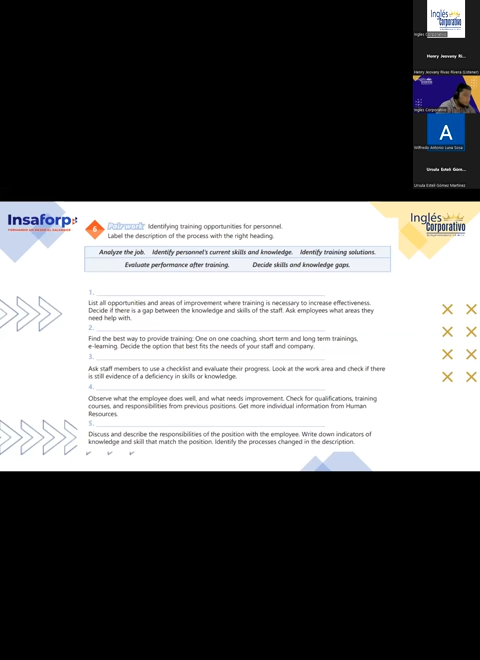 Inglés
Corporativo
Inglés Corporativo
Henry Jeovany Ri...
Henry Jeovany Rivas Rivera (Listener)
Inglés Corporativo
A
Wilfredo Antonio Luna Sosa
Ursula Esteli Góm...
Ursula Esteli Gómez Martínez
Insaforp
Inglés
Corporativo
6 Pair work Identifying training opportunities for personnel.
Label the description of the process with the right heading.
Analyze the job. Identify personnel's current skills and knowledge. Identify training solutions.
Evaluate performance after training. Decide skills and knowledge gaps.
1.
List all opportunities and areas of improvement where training is necessary to increase effectiveness.
Decide if there is a gap between the knowledge and skills of the staff. Ask employees what areas they
need help with.
2.
Find the best way to provide training: One on one coaching, short term and long term trainings,
e-learning. Decide the option that best fits the needs of your staff and company.
3.
Ask staff members to use a checklist and evaluate their progress. Look at the work area and check if there
is still evidence of a deficiency in skills or knowledge.
4.
Observe what the employee does well, and what needs improvement. Check for qualifications, training
courses, and responsibilities from previous positions. Get more individual information from Human
Resources.
5.
Discuss and describe the responsibilities of the position with the employee. Write down indicators of
knowledge and skill that match the position. Identify the processes changed in the description.